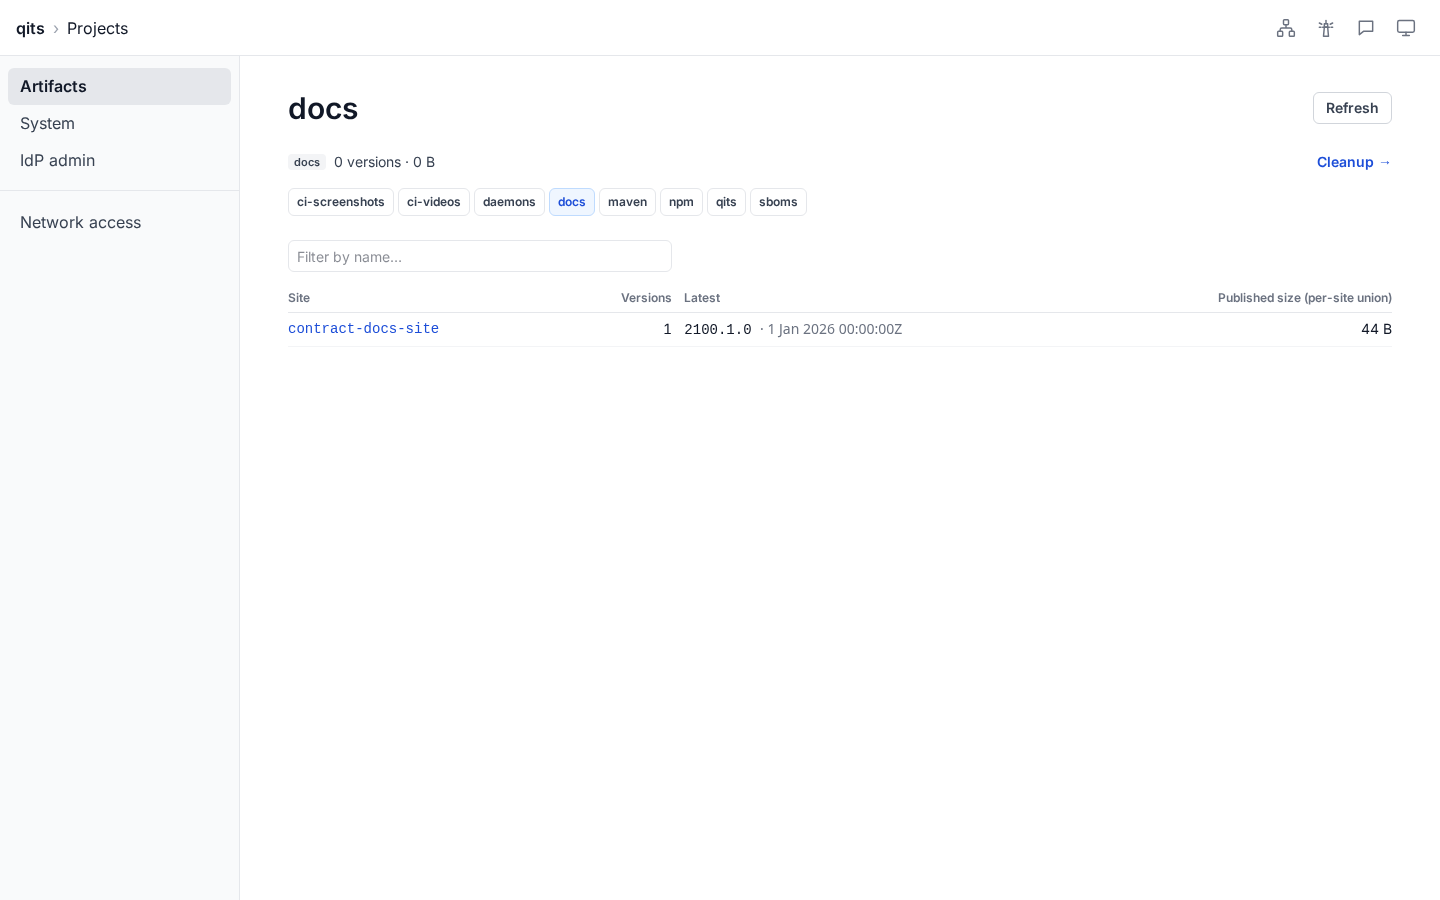 qits › Projects
Artifacts
System
IdP admin
Network access
docs
Refresh
docs 0 versions · 0 B
Cleanup →
ci-screenshots ci-videos daemons docs maven npm qits sboms
Filter by name...
Site Versions Latest Published size (per-site union)
contract-docs-site 1 2100.1.0 · 1 Jan 2026 00:00:00Z 44 B